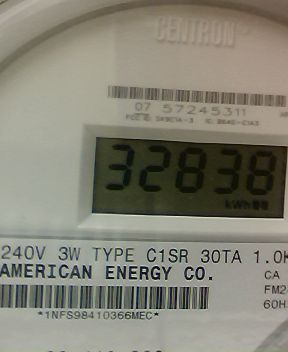 CENTRON
07 57245311
32838
kWh
240V 3W TYPE C1SR 30TA 1.0K
AMERICAN ENERGY CO.
CA
FM2
60H
*1NFS98410366MEC*